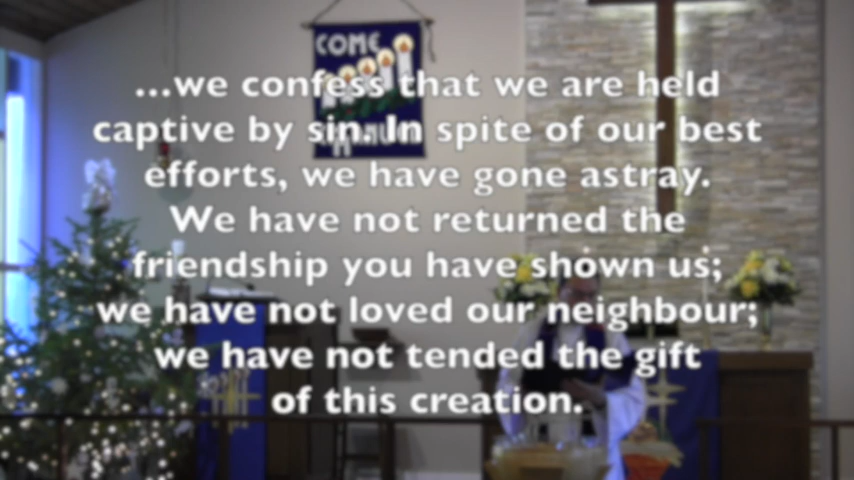 COME
...we confess that we are held
captive by sin. In spite of our best
efforts, we have gone astray.
We have not returned the
friendship you have shown us;
we have not loved our neighbour;
we have not tended the gift
of this creation.